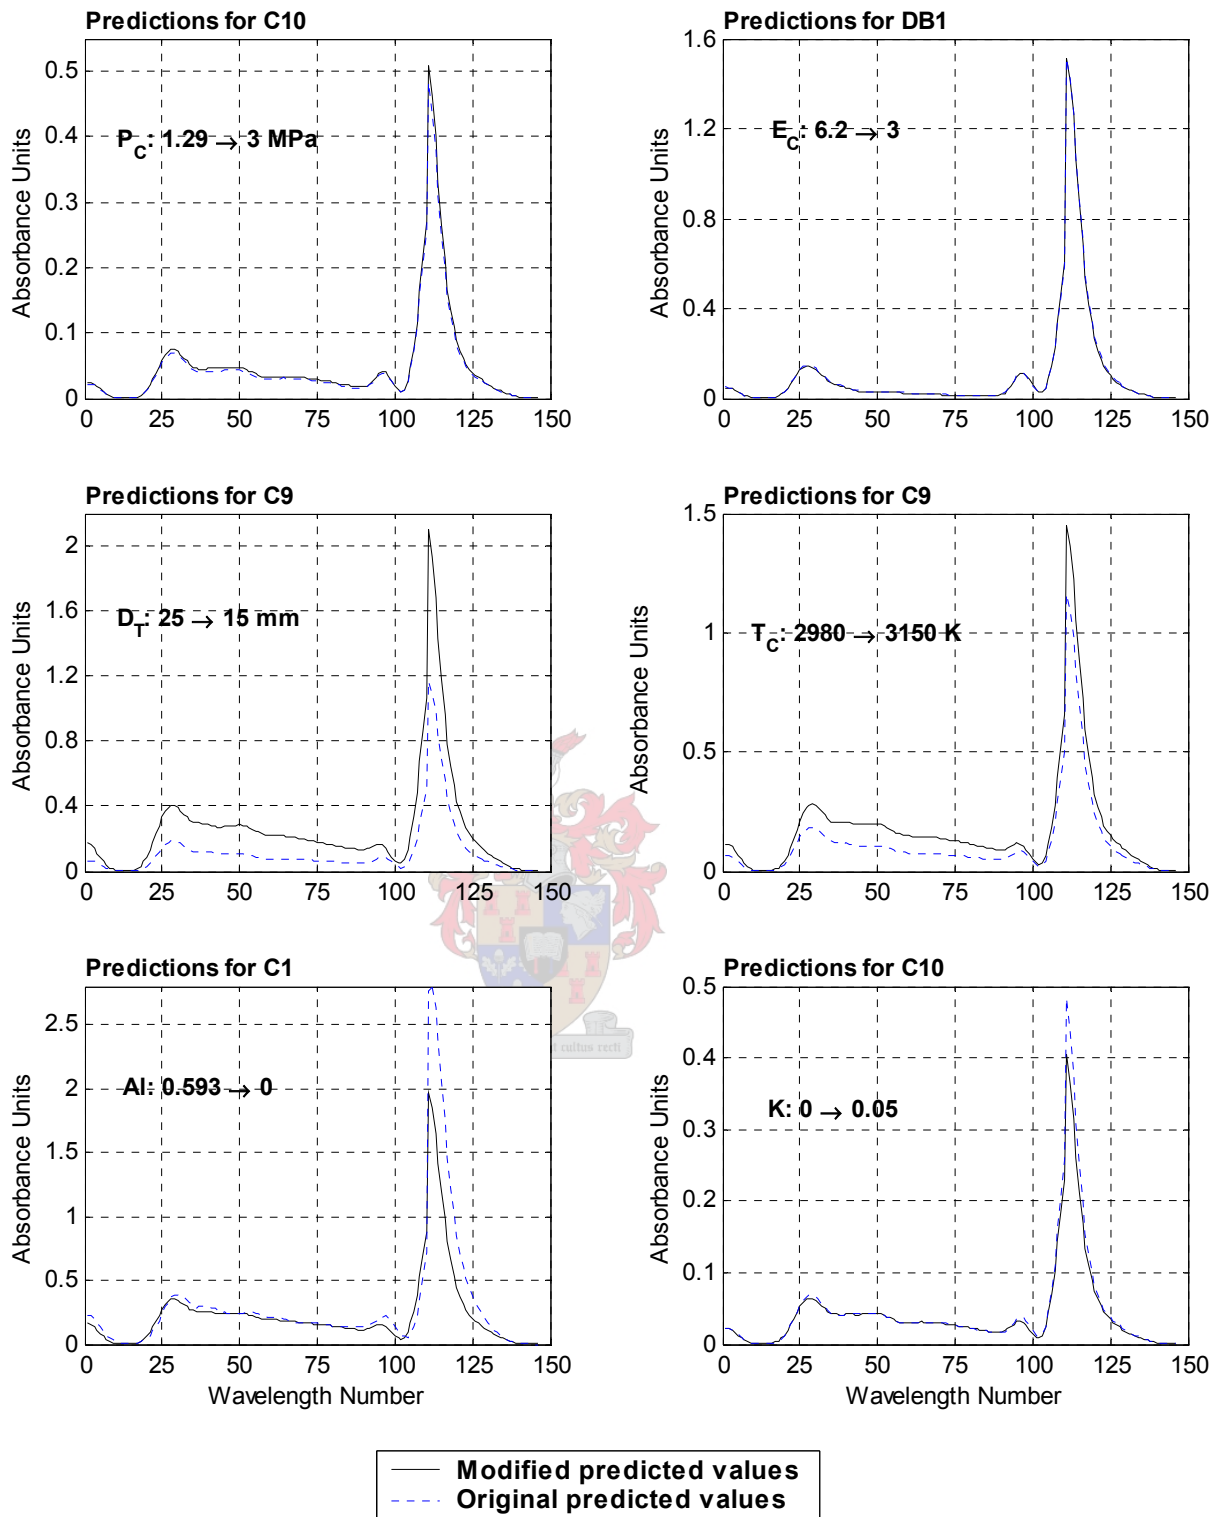 Predictions for C10
Absorbance Units
0.5
0.4
0.3
0.2
0.1
0
P_C: 1.29 → 3 MPa
0 25 50 75 100 125 150
Predictions for DB1
Absorbance Units
1.6
1.2
0.8
0.4
0
E_C: 6.2 → 3
0 25 50 75 100 125 150
Predictions for C9
Absorbance Units
2
1.6
1.2
0.8
0.4
0
D_T: 25 → 15 mm
0 25 50 75 100 125 150
Predictions for C9
Absorbance Units
1.5
1
0.5
0
T_C: 2980 → 3150 K
0 25 50 75 100 125 150
Predictions for C1
Absorbance Units
2.5
2
1.5
1
0.5
0
Al: 0.593 → 0
0 25 50 75 100 125 150
Wavelength Number
Predictions for C10
Absorbance Units
0.5
0.4
0.3
0.2
0.1
0
K: 0 → 0.05
0 25 50 75 100 125 150
Wavelength Number
cultus recti
Modified predicted values
Original predicted values